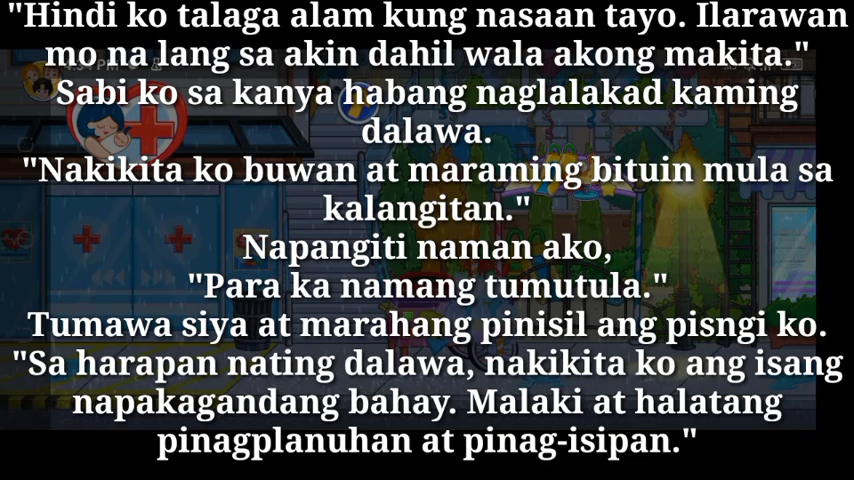 "Hindi ko talaga alam kung nasaan tayo. Ilarawan
mo na lang sa akin dahil wala akong makita."
Sabi ko sa kanya habang naglalakad kaming
dalawa.
"Nakikita ko buwan at maraming bituin mula sa
kalangitan."
Napangiti naman ako,
"Para ka namang tumutula."
Tumawa siya at marahang pinisil ang pisngi ko.
"Sa harapan nating dalawa, nakikita ko ang isang
napakagandang bahay. Malaki at halatang
pinagplanuhan at pinag-isipan."